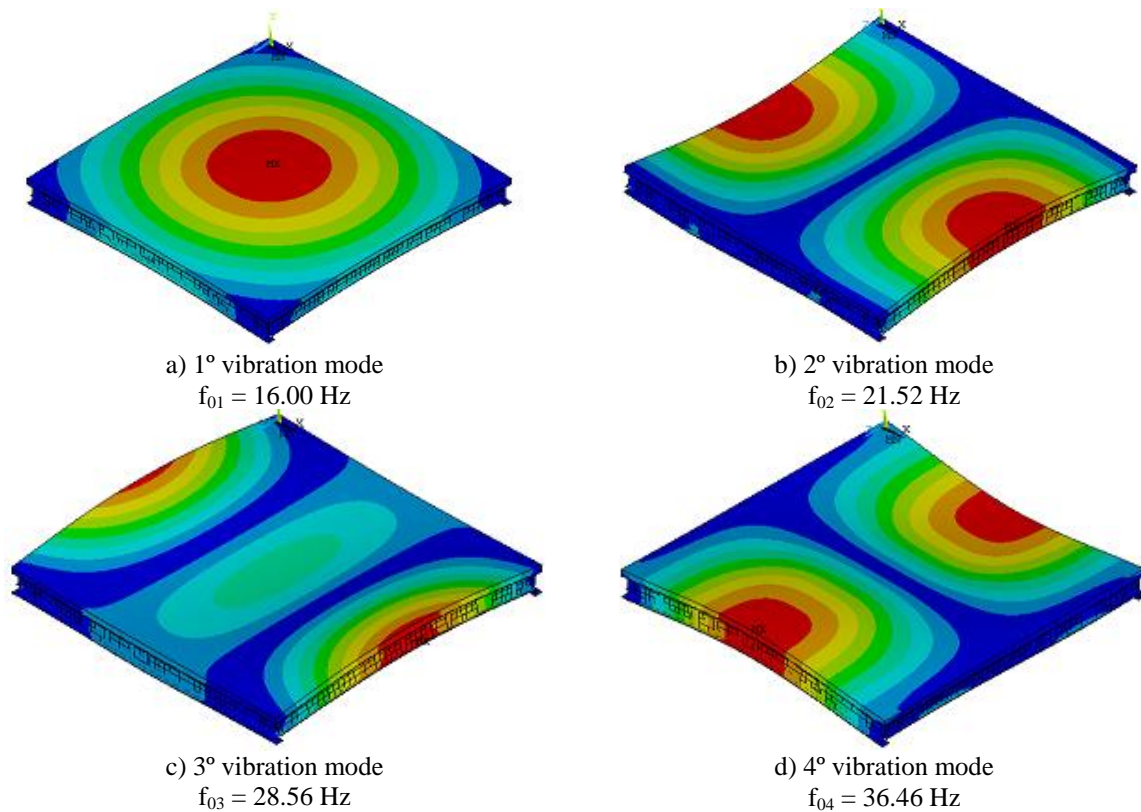 a) 1º vibration mode
f₀₁ = 16.00 Hz
b) 2º vibration mode
f₀₂ = 21.52 Hz
c) 3º vibration mode
f₀₃ = 28.56 Hz
d) 4º vibration mode
f₀₄ = 36.46 Hz